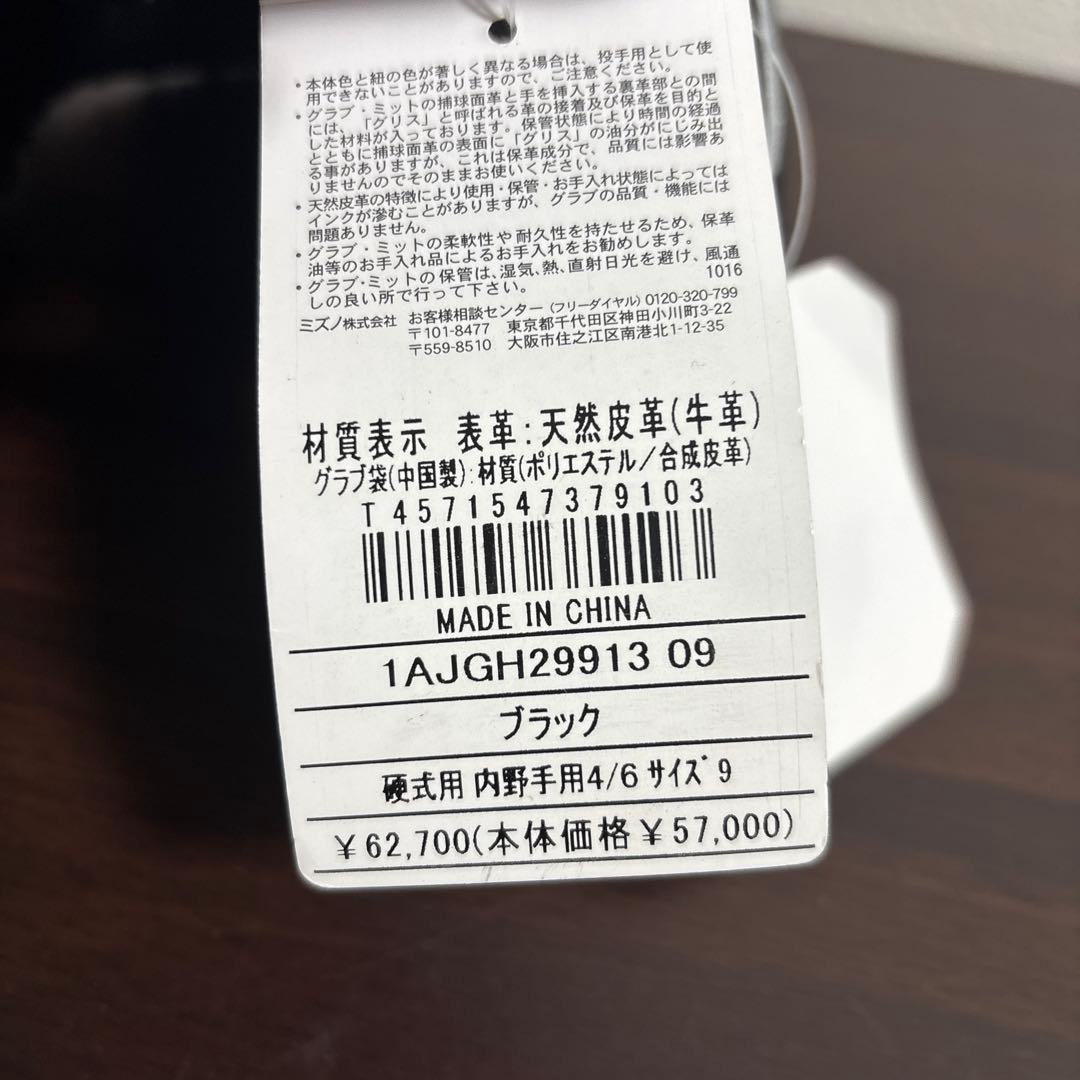 ・本体色と紐の色が著しく異なる場合は、投手用として使
用できないことがありますので、ご注意ください。
・グラブ・ミットの捕球面革と手を挿入する裏革部との間
には、「グリス」と呼ばれる革の接着及び保革を目的と
した材料が入っております。保管状態により時間の経過
とともに捕球面革の表面に「グリス」の油分がにじみ出
る事がありますが、これは保革成分で、品質には影響あ
りませんのでそのままお使いください。
・天然皮革の特徴により使用・保管・お手入れ状態によっては
インクが滲むことがありますが、グラブの品質・機能には
問題ありません。
・グラブ・ミットの柔軟性や耐久性を持たせるため、保革
油等のお手入れ品によるお手入れをお勧めします。
・グラブ・ミットの保管は、湿気、熱、直射日光を避け、風通
しの良い所で行って下さい。 1016
ミズノ株式会社 お客様相談センター (フリーダイヤル) 0120-320-799
〒101-8477 東京都千代田区神田小川町3-22
〒559-8510 大阪市住之江区南港北1-12-35
材質表示 表革:天然皮革(牛革)
グラブ袋(中国製):材質(ポリエステル/合成皮革)
T 4571547379103
MADE IN CHINA
1AJGH29913 09
ブラック
硬式用 内野手用4/6 サイズ 9
¥62,700(本体価格¥57,000)